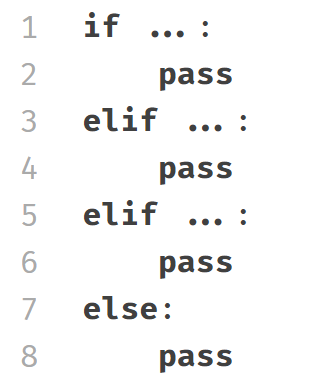 1 if ...:
2     pass
3 elif ...:
4     pass
5 elif ...:
6     pass
7 else:
8     pass